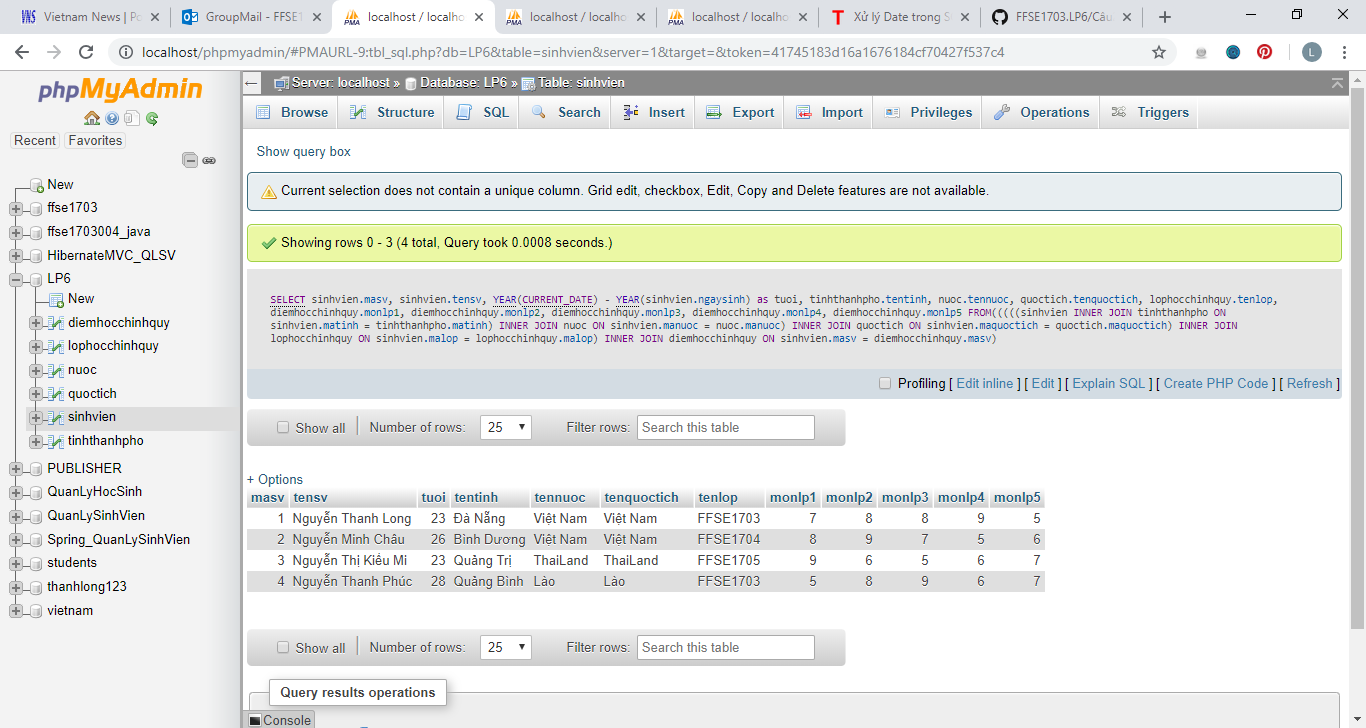 Vietnam News | Po
GroupMail - FFSE1
localhost / localho
localhost / localho
localhost / localho
Xử lý Date trong S
FFSE1703.LP6/Câu
localhost/phpmyadmin/#PMAURL-9:tbl_sql.php?db=LP6&table=sinhvien&server=1&target=&token=41745183d16a1676184cf70427f537c4
L
phpMyAdmin
Recent Favorites
New
ffse1703
ffse1703004_java
HibernateMVC_QLSV
LP6
New
diemhocchinhquy
lophocchinhquy
nuoc
quoctich
sinhvien
tinhthanhpho
PUBLISHER
QuanLyHocSinh
QuanLySinhVien
Spring_QuanLySinhVien
students
thanhlong123
vietnam
Server: localhost » Database: LP6 » Table: sinhvien
Browse Structure SQL Search Insert Export Import Privileges Operations Triggers
Show query box
Current selection does not contain a unique column. Grid edit, checkbox, Edit, Copy and Delete features are not available.
Showing rows 0 - 3 (4 total, Query took 0.0008 seconds.)
SELECT sinhvien.masv, sinhvien.tensv, YEAR(CURRENT_DATE) - YEAR(sinhvien.ngaysinh) as tuoi, tinhthanhpho.tentinh, nuoc.tennuoc, quoctich.tenquoctich, lophocchinhquy.tenlop,
diemhocchinhquy.monlp1, diemhocchinhquy.monlp2, diemhocchinhquy.monlp3, diemhocchinhquy.monlp4, diemhocchinhquy.monlp5 FROM(((((sinhvien INNER JOIN tinhthanhpho ON
sinhvien.matinh = tinhthanhpho.matinh) INNER JOIN nuoc ON sinhvien.manuoc = nuoc.manuoc) INNER JOIN quoctich ON sinhvien.maquoctich = quoctich.maquoctich) INNER JOIN
lophocchinhquy ON sinhvien.malop = lophocchinhquy.malop) INNER JOIN diemhocchinhquy ON sinhvien.masv = diemhocchinhquy.masv)
Profiling [ Edit inline ] [ Edit ] [ Explain SQL ] [ Create PHP Code ] [ Refresh ]
Show all Number of rows: 25 Filter rows: Search this table
+ Options
masv tensv tuoi tentinh tennuoc tenquoctich tenlop monlp1 monlp2 monlp3 monlp4 monlp5
1 Nguyễn Thanh Long 23 Đà Nẵng Việt Nam Việt Nam FFSE1703 7 8 8 9 5
2 Nguyễn Minh Châu 26 Bình Dương Việt Nam Việt Nam FFSE1704 8 9 7 5 6
3 Nguyễn Thị Kiều Mi 23 Quảng Trị ThaiLand ThaiLand FFSE1705 9 6 5 6 7
4 Nguyễn Thanh Phúc 28 Quảng Bình Lào Lào FFSE1703 5 8 9 6 7
Show all Number of rows: 25 Filter rows: Search this table
Query results operations
Console